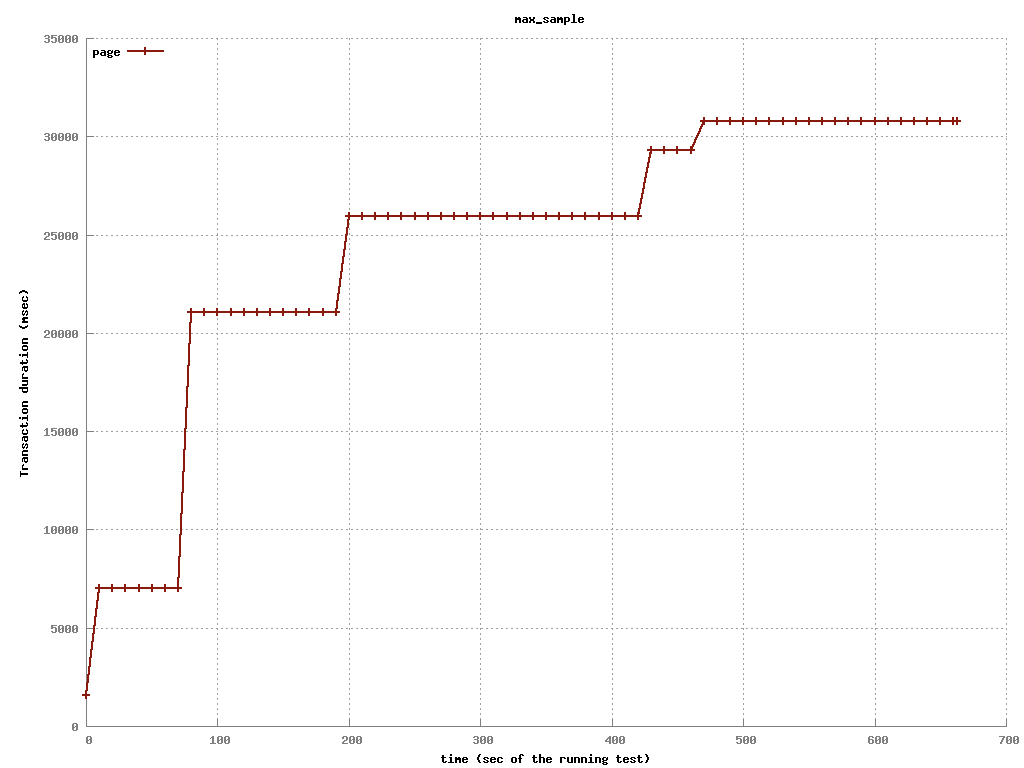 max_sample
35000
page
30000
25000
20000
15000
10000
5000
0
Transaction duration (msec)
0 100 200 300 400 500 600 700
time (sec of the running test)